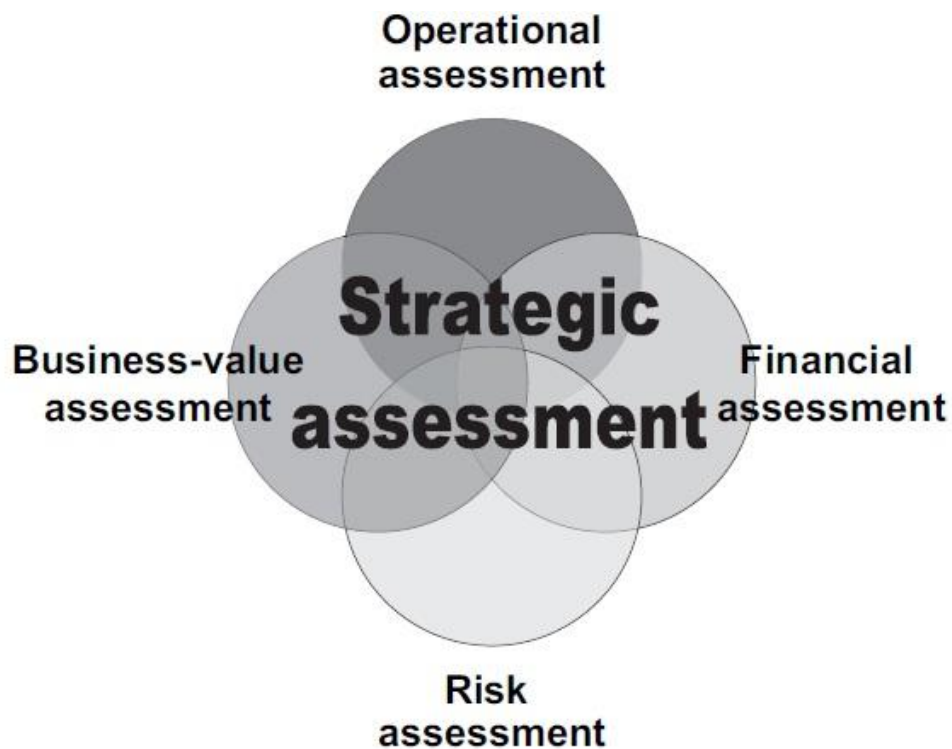 Operational
assessment
Strategic
assessment
Business-value
assessment
Financial
assessment
Risk
assessment